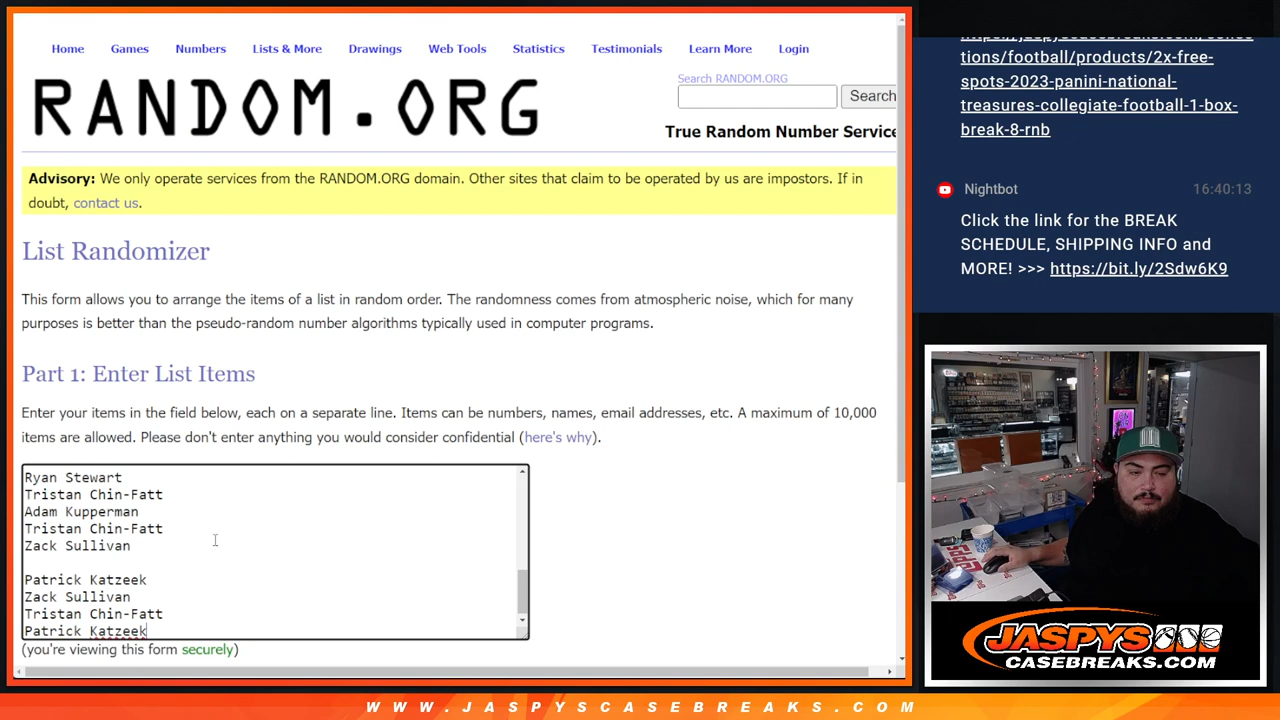 Home Games Numbers Lists & More Drawings Web Tools Statistics Testimonials Learn More Login
RANDOM.ORG
Search RANDOM.ORG
Search
True Random Number Service
Advisory: We only operate services from the RANDOM.ORG domain. Other sites that claim to be operated by us are impostors. If in
doubt, contact us.
List Randomizer
This form allows you to arrange the items of a list in random order. The randomness comes from atmospheric noise, which for many
purposes is better than the pseudo-random number algorithms typically used in computer programs.
Part 1: Enter List Items
Enter your items in the field below, each on a separate line. Items can be numbers, names, email addresses, etc. A maximum of 10,000
items are allowed. Please don't enter anything you would consider confidential (here's why).
Ryan Stewart
Tristan Chin-Fatt
Adam Kupperman
Tristan Chin-Fatt
Zack Sullivan
Patrick Katzeek
Zack Sullivan
Tristan Chin-Fatt
Patrick Katzeek
(you're viewing this form securely)
tions/football/products/2x-free-
spots-2023-panini-national-
treasures-collegiate-football-1-box-
break-8-rnb
Nightbot 16:40:13
Click the link for the BREAK
SCHEDULE, SHIPPING INFO and
MORE! >>> https://bit.ly/2Sdw6K9
JASPYS
CASEBREAKS.COM
WWW.JASPYSCASEBREAKS.COM